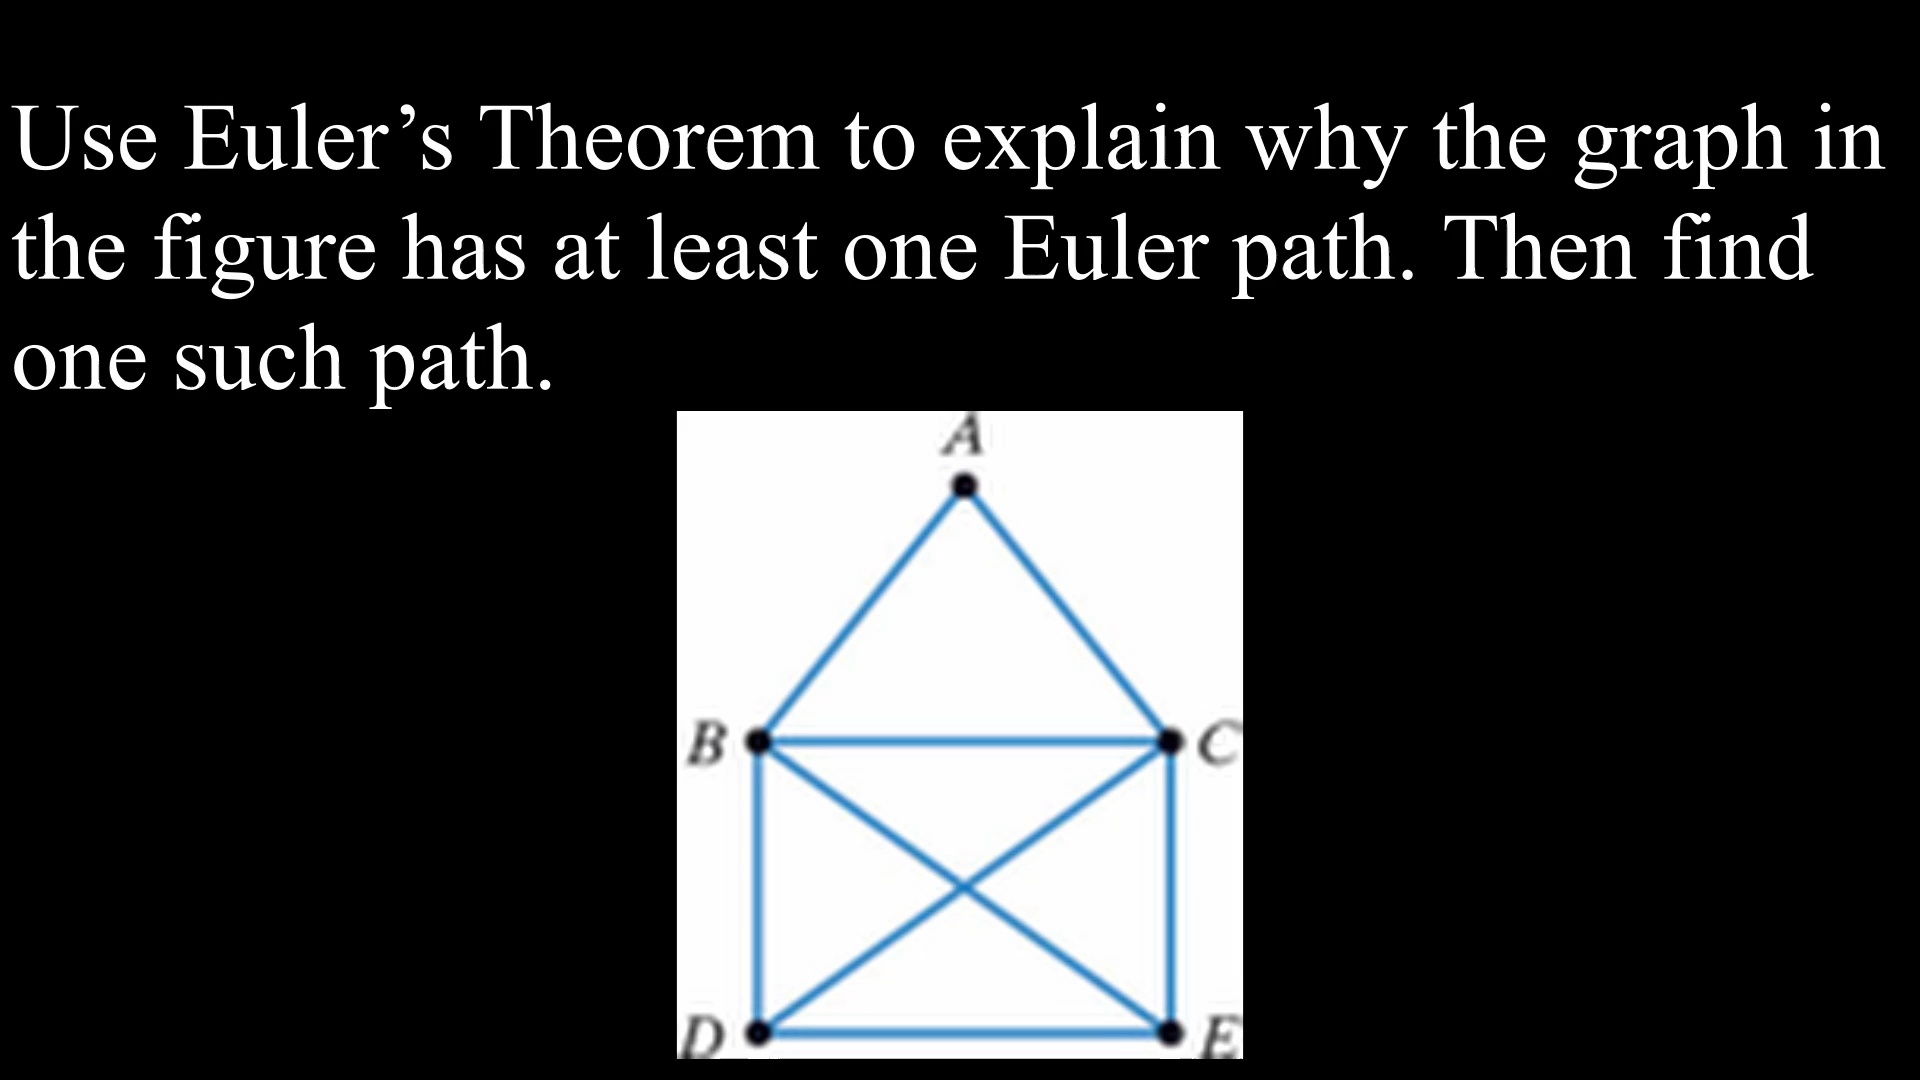 Use Euler’s Theorem to explain why the graph in
the figure has at least one Euler path. Then find
one such path.
A
B C
D E